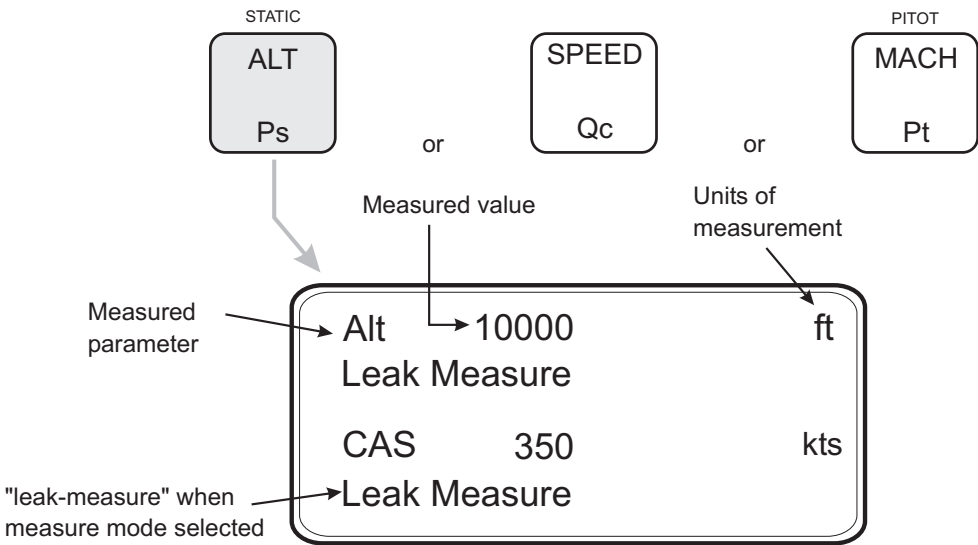 STATIC
PITOT
ALT
SPEED
MACH
Ps
or
Qc
or
Pt
Measured value
Units of
measurement
Measured
parameter
Alt 10000 ft
Leak Measure
CAS 350 kts
"leak-measure" when
measure mode selected
Leak Measure